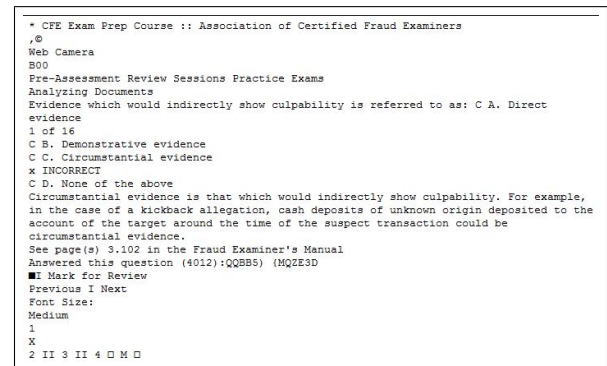 * CFE Exam Prep Course :: Association of Certified Fraud Examiners
,©
Web Camera
B00
Pre-Assessment Review Sessions Practice Exams
Analyzing Documents
Evidence which would indirectly show culpability is referred to as: C A. Direct
evidence
1 of 16
C B. Demonstrative evidence
C C. Circumstantial evidence
x INCORRECT
C D. None of the above
Circumstantial evidence is that which would indirectly show culpability. For example,
in the case of a kickback allegation, cash deposits of unknown origin deposited to the
account of the target around the time of the suspect transaction could be
circumstantial evidence.
See page(s) 3.102 in the Fraud Examiner's Manual
Answered this question (4012):QQBB5) {MQZE3D
■I Mark for Review
Previous I Next
Font Size:
Medium
1
X
2 II 3 II 4 □ M □